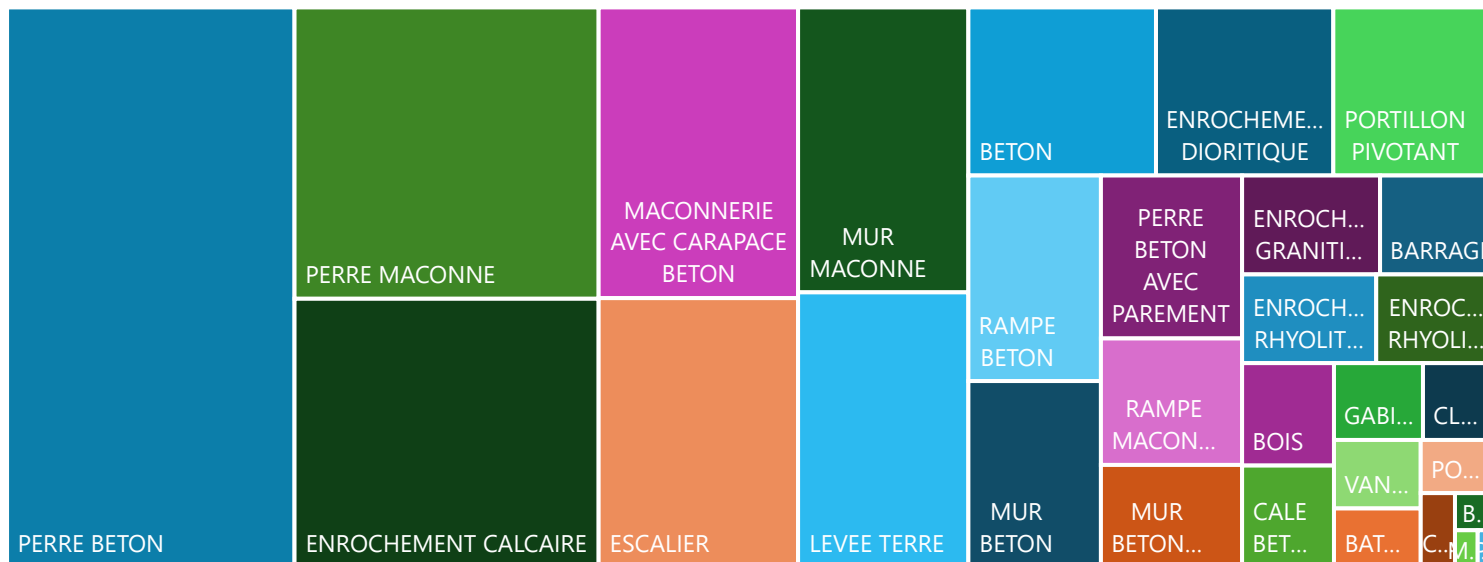 PERRE BETON
PERRE MACONNE
ENROCHEMENT CALCAIRE
MACONNERIE
AVEC CARAPACE
BETON
ESCALIER
MUR
MACONNE
LEVEE TERRE
BETON
ENROCHEME...
DIORITIQUE
PORTILLON
PIVOTANT
RAMPE
BETON
MUR
BETON
PERRE
BETON
AVEC
PAREMENT
RAMPE
MACON...
MUR
BETON...
ENROCH...
GRANITI...
BARRAGE
ENROCH...
RHYOLIT...
ENROC...
RHYOLI...
BOIS
GABI...
CL...
VAN...
PO...
CALE
BET...
BAT...
C...
B...
M...